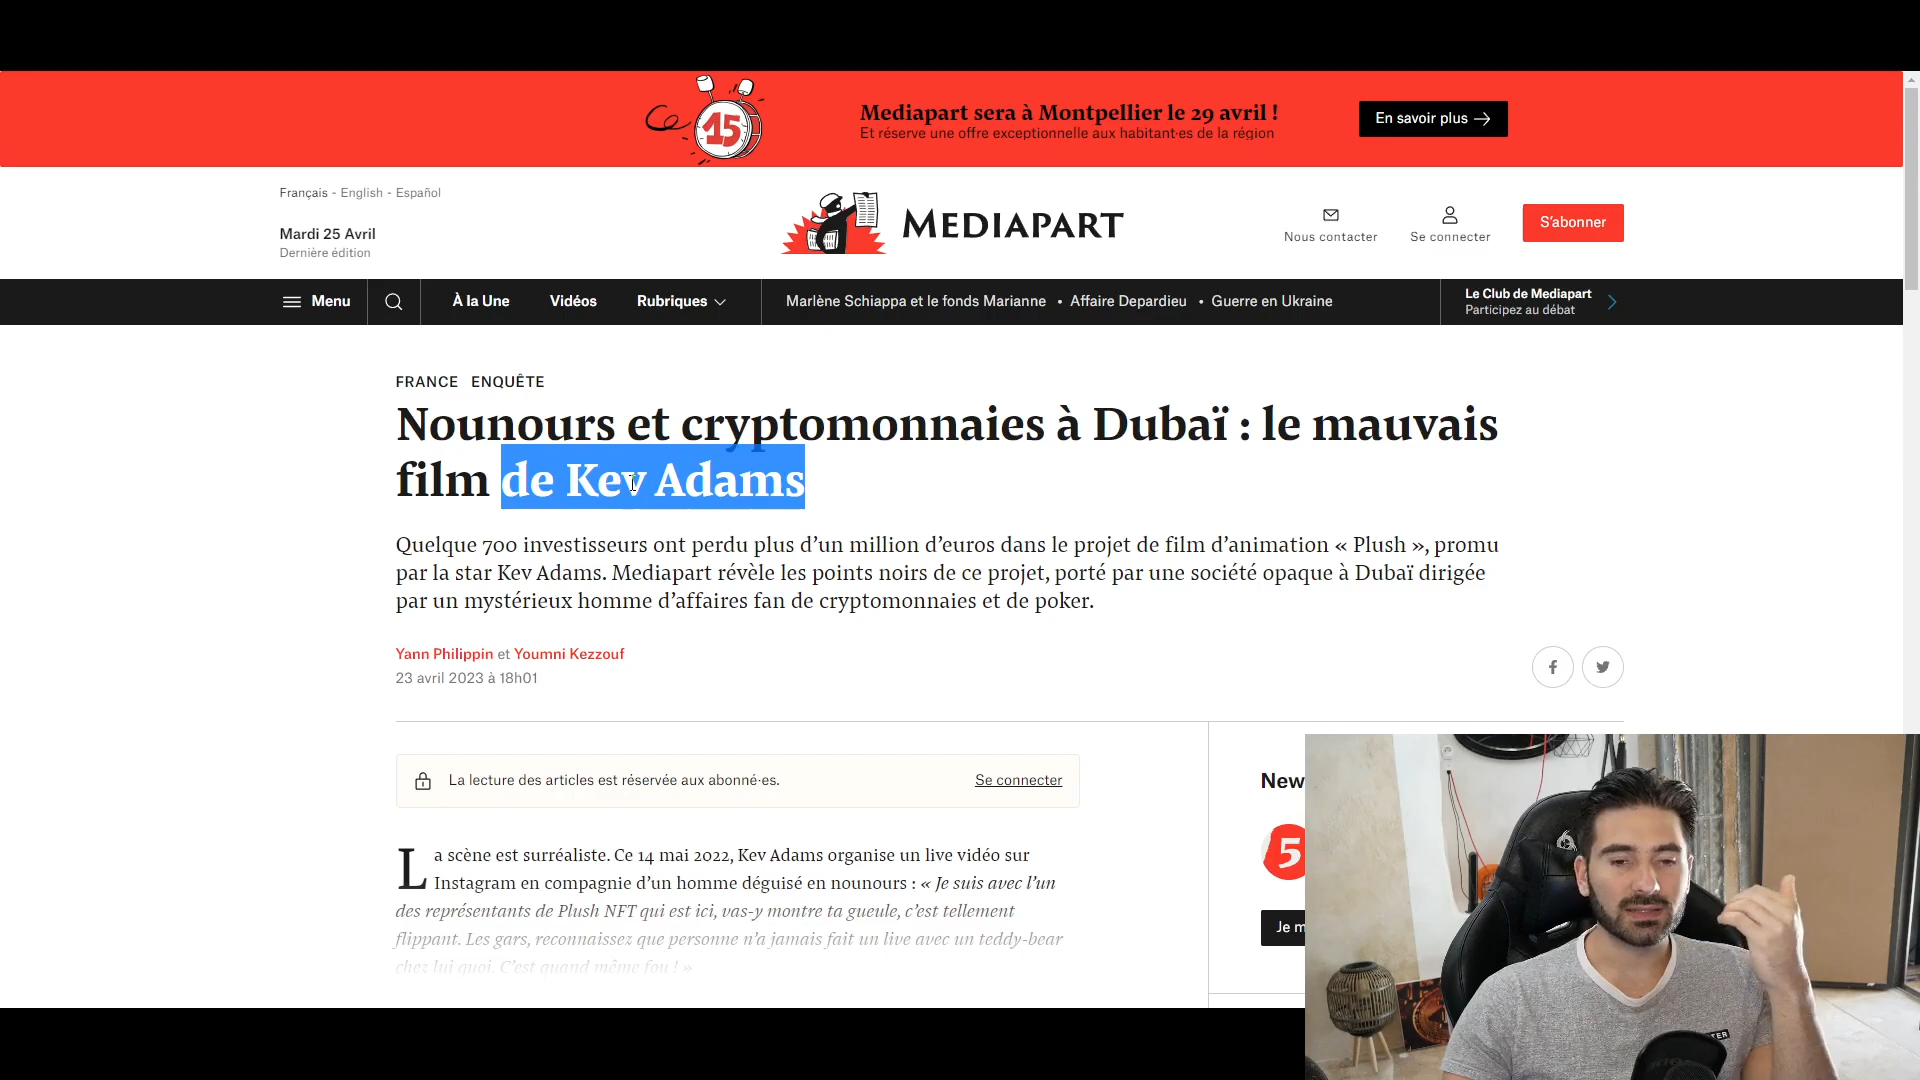 15
Mediapart sera à Montpellier le 29 avril !
Et réserve une offre exceptionnelle aux habitant·es de la région
En savoir plus
Français - English - Español
Mardi 25 Avril
Dernière édition
MEDIAPART
Nous contacter
Se connecter
S'abonner
Menu
À la Une
Vidéos
Rubriques
Marlène Schiappa et le fonds Marianne • Affaire Depardieu • Guerre en Ukraine
Le Club de Mediapart
Participez au débat
FRANCE ENQUÊTE
Nounours et cryptomonnaies à Dubaï : le mauvais
film de Kev Adams
Quelque 700 investisseurs ont perdu plus d’un million d’euros dans le projet de film d’animation « Plush », promu
par la star Kev Adams. Mediapart révèle les points noirs de ce projet, porté par une société opaque à Dubaï dirigée
par un mystérieux homme d’affaires fan de cryptomonnaies et de poker.
Yann Philippin et Youmni Kezzouf
23 avril 2023 à 18h01
La lecture des articles est réservée aux abonné·es.
Se connecter
La scène est surréaliste. Ce 14 mai 2022, Kev Adams organise un live vidéo sur
Instagram en compagnie d’un homme déguisé en nounours : « Je suis avec l’un
des représentants de Plush NFT qui est ici, vas-y montre ta gueule, c’est tellement
flippant. Les gars, reconnaissez que personne n’a jamais fait un live avec un teddy-bear
chez lui quoi. C’est quand même fou ! »
New
5
Je m